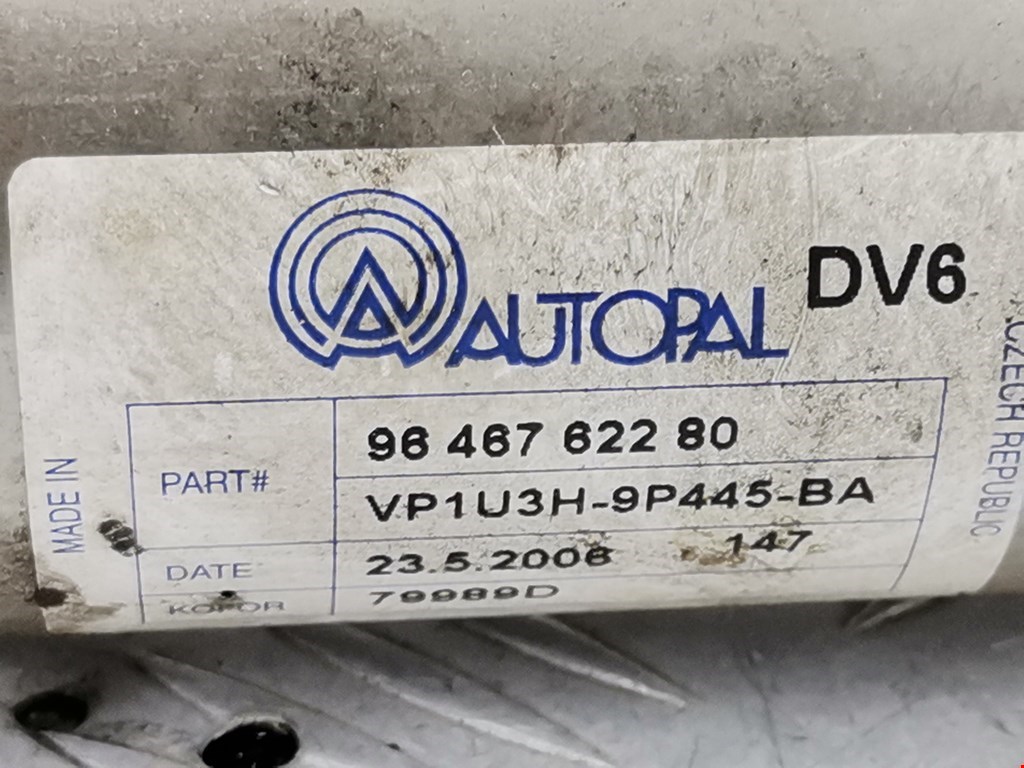 AUTOPAL
DV6
PART#
96 467 622 80
VP1U3H-9P445-BA
DATE
23.5.2006
147
79989D
MADE IN
CZECH REPUBLIC